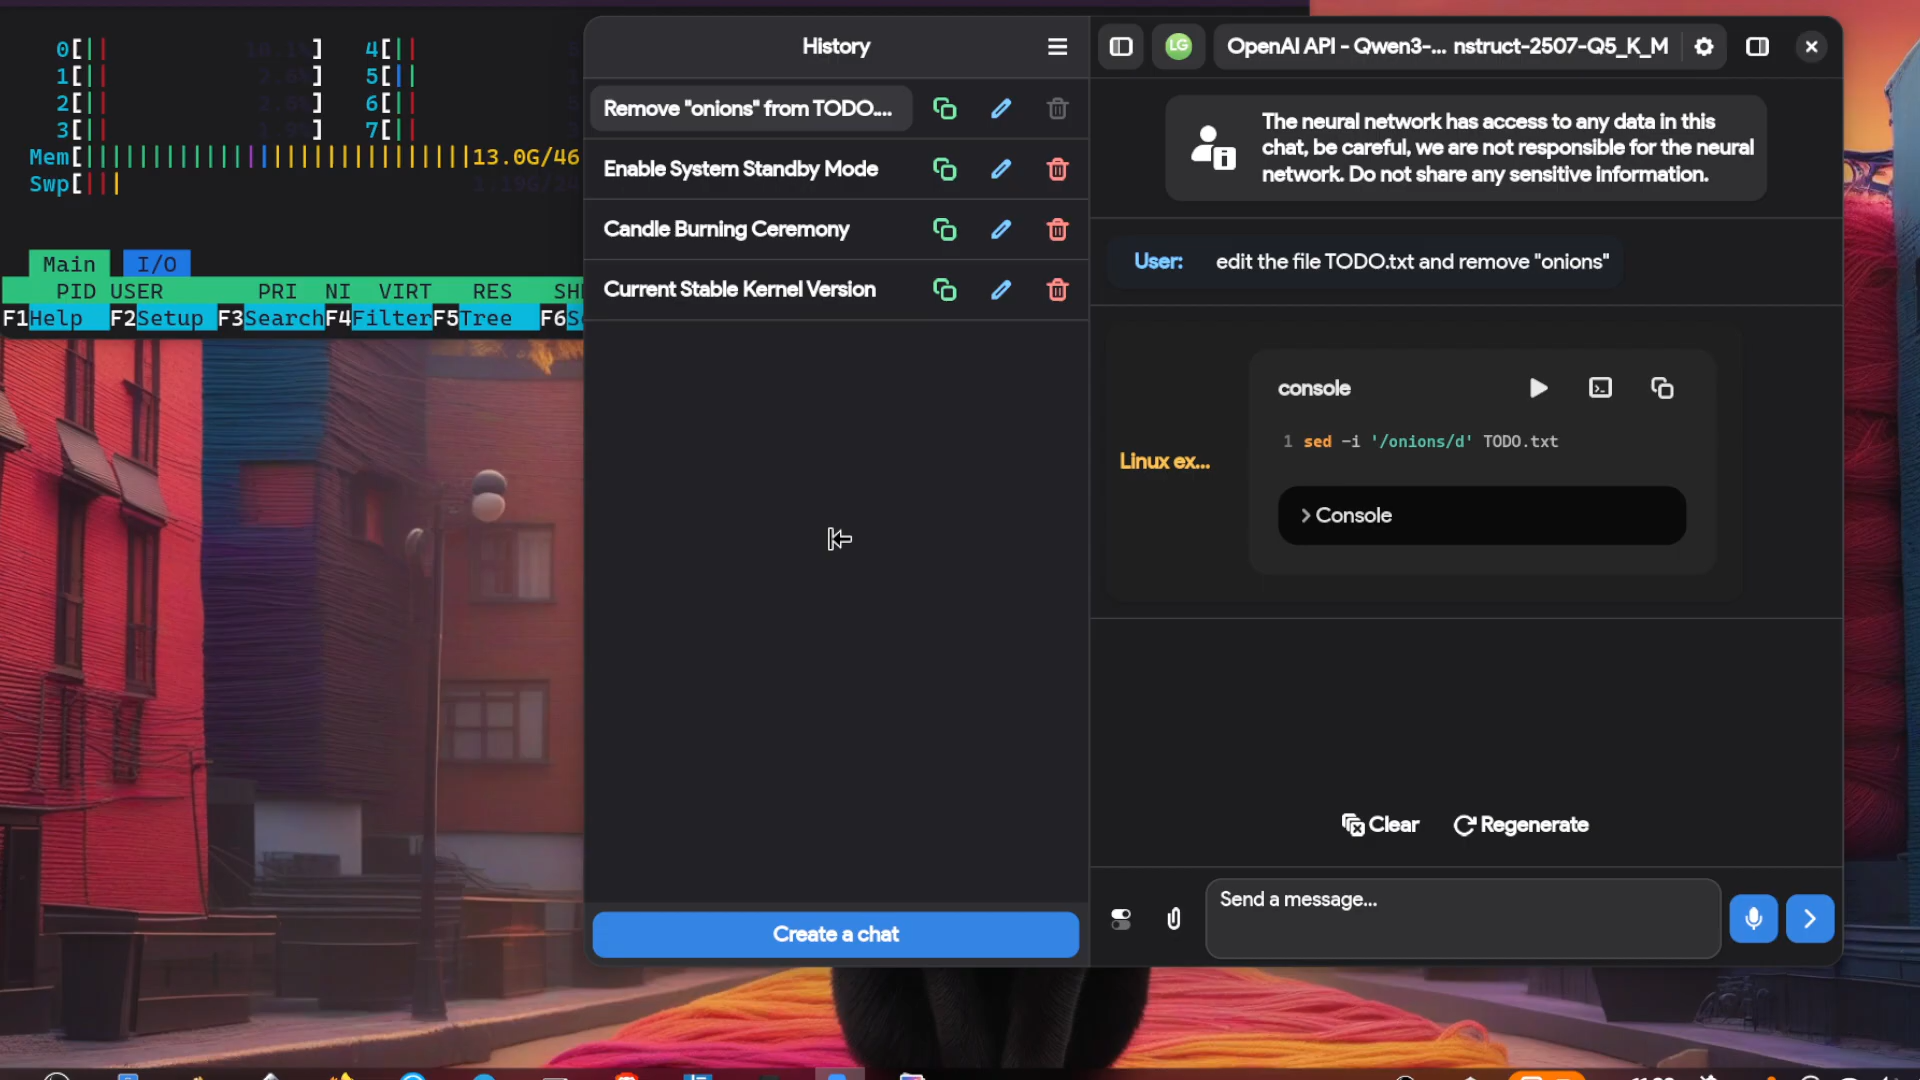 0[|| ] 4[||
1[|| ] 5[||
2[|| ] 6[||
3[|| ] 7[||
Mem[||||||||||||||||||||||||||||||13.0G/46
Swp[|||
Main I/O
PID USER PRI NI VIRT RES
F1Help F2Setup F3SearchF4FilterF5Tree F6S
History
Remove "onions" from TODO....
Enable System Standby Mode
Candle Burning Ceremony
Current Stable Kernel Version
Create a chat
LG
OpenAI API - Qwen3-... nstruct-2507-Q5_K_M
The neural network has access to any data in this
chat, be careful, we are not responsible for the neural
network. Do not share any sensitive information.
User: edit the file TODO.txt and remove "onions"
Linux ex...
console
1 sed -i '/onions/d' TODO.txt
> Console
Clear Regenerate
Send a message...